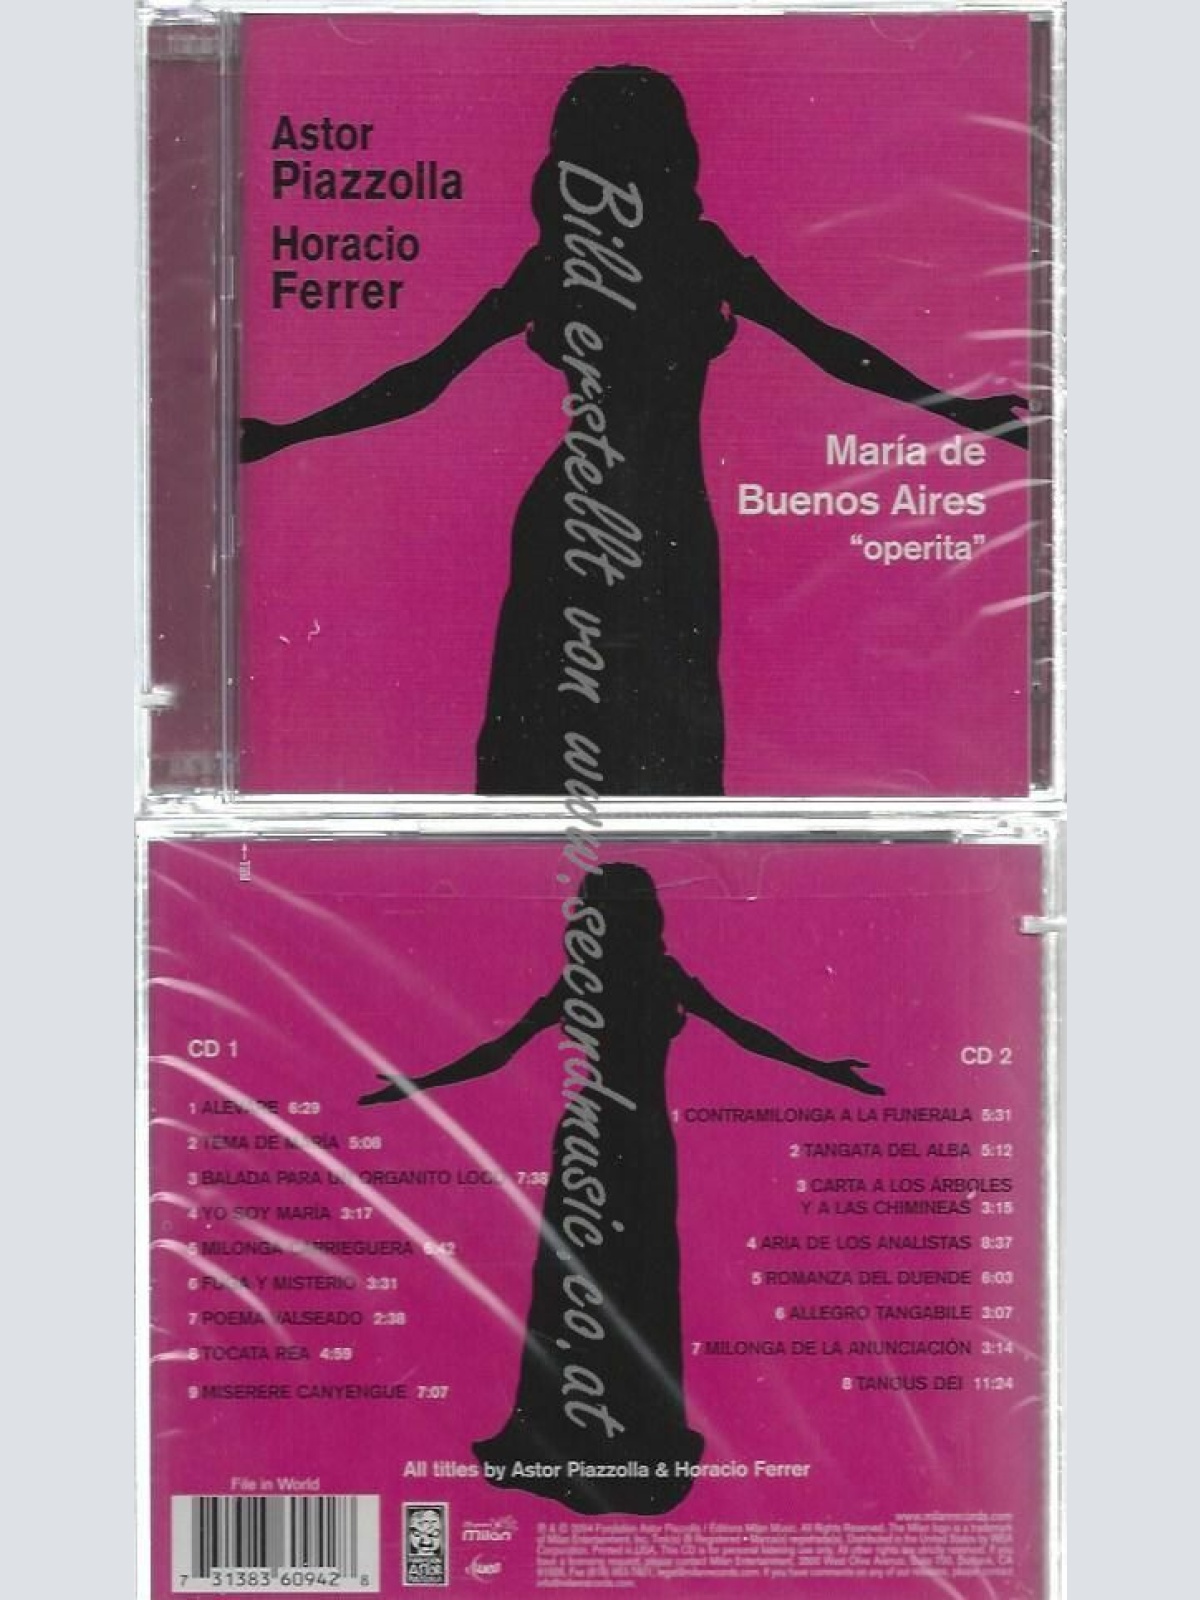 Astor
Piazzolla
Horacio
Ferrer
María de
Buenos Aires
“operita”
Bild erstellt von www.secondmusic.co.at
CD 1
1 ALEVARE 6:29
2 TEMA DE MARÍA 5:08
3 BALADA PARA UN ORGANITO LOCO 7:38
4 YO SOY MARÍA 3:17
5 MILONGA CARRIEGUERA 6:42
6 FUGA Y MISTERIO 3:31
7 POEMA VALSEADO 2:38
8 TOCATA REA 4:59
9 MISERERE CANYENGUE 7:07
CD 2
1 CONTRAMILONGA A LA FUNERALA 5:31
2 TANGATA DEL ALBA 5:12
3 CARTA A LOS ÁRBOLES
Y A LAS CHIMINEAS 3:15
4 ARIA DE LOS ANALISTAS 8:37
5 ROMANZA DEL DUENDE 6:03
6 ALLEGRO TANGABILE 3:07
7 MILONGA DE LA ANUNCIACIÓN 3:14
8 TANGUS DEI 11:24
All titles by Astor Piazzolla & Horacio Ferrer
File in World
7 31383 60942 8
milan
www.milanrecords.com